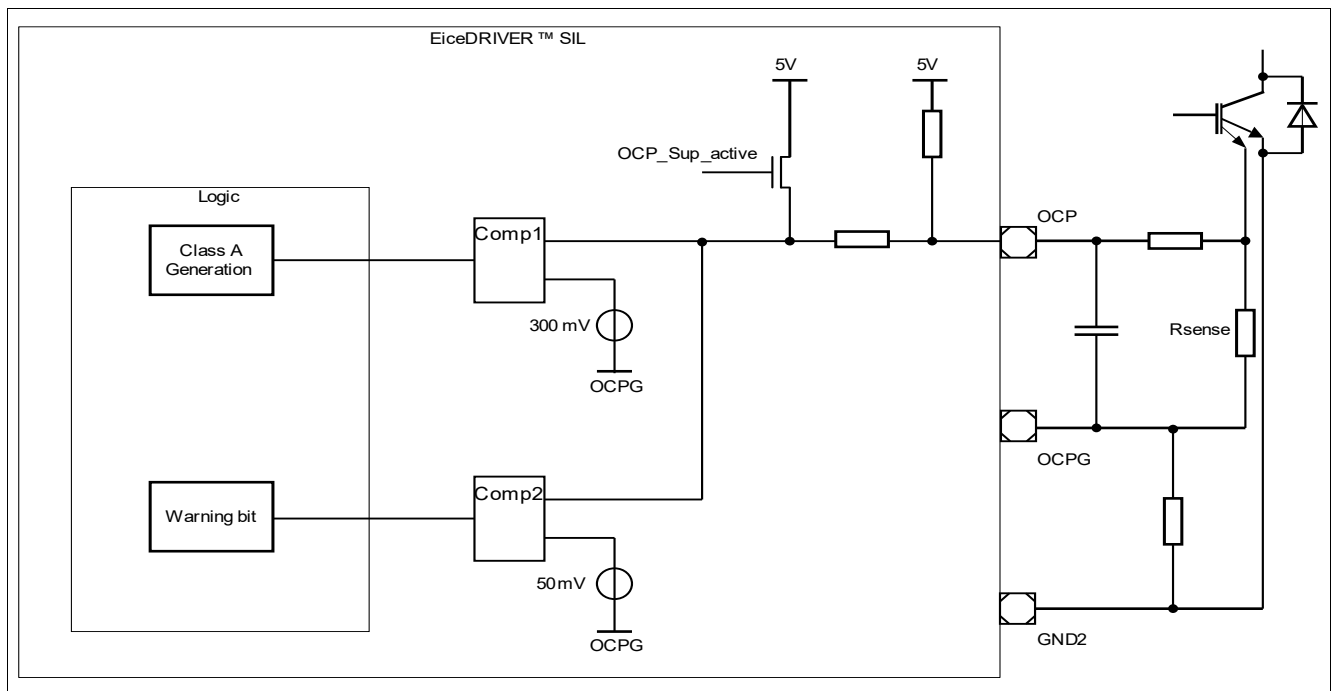 EiceDRIVER ™ SIL
5V
5V
OCP_Sup_active
Logic
OCP
Class A
Generation
Comp1
300 mV
Rsense
OCPG
OCPG
Warning bit
Comp2
50mV
GND2
OCPG